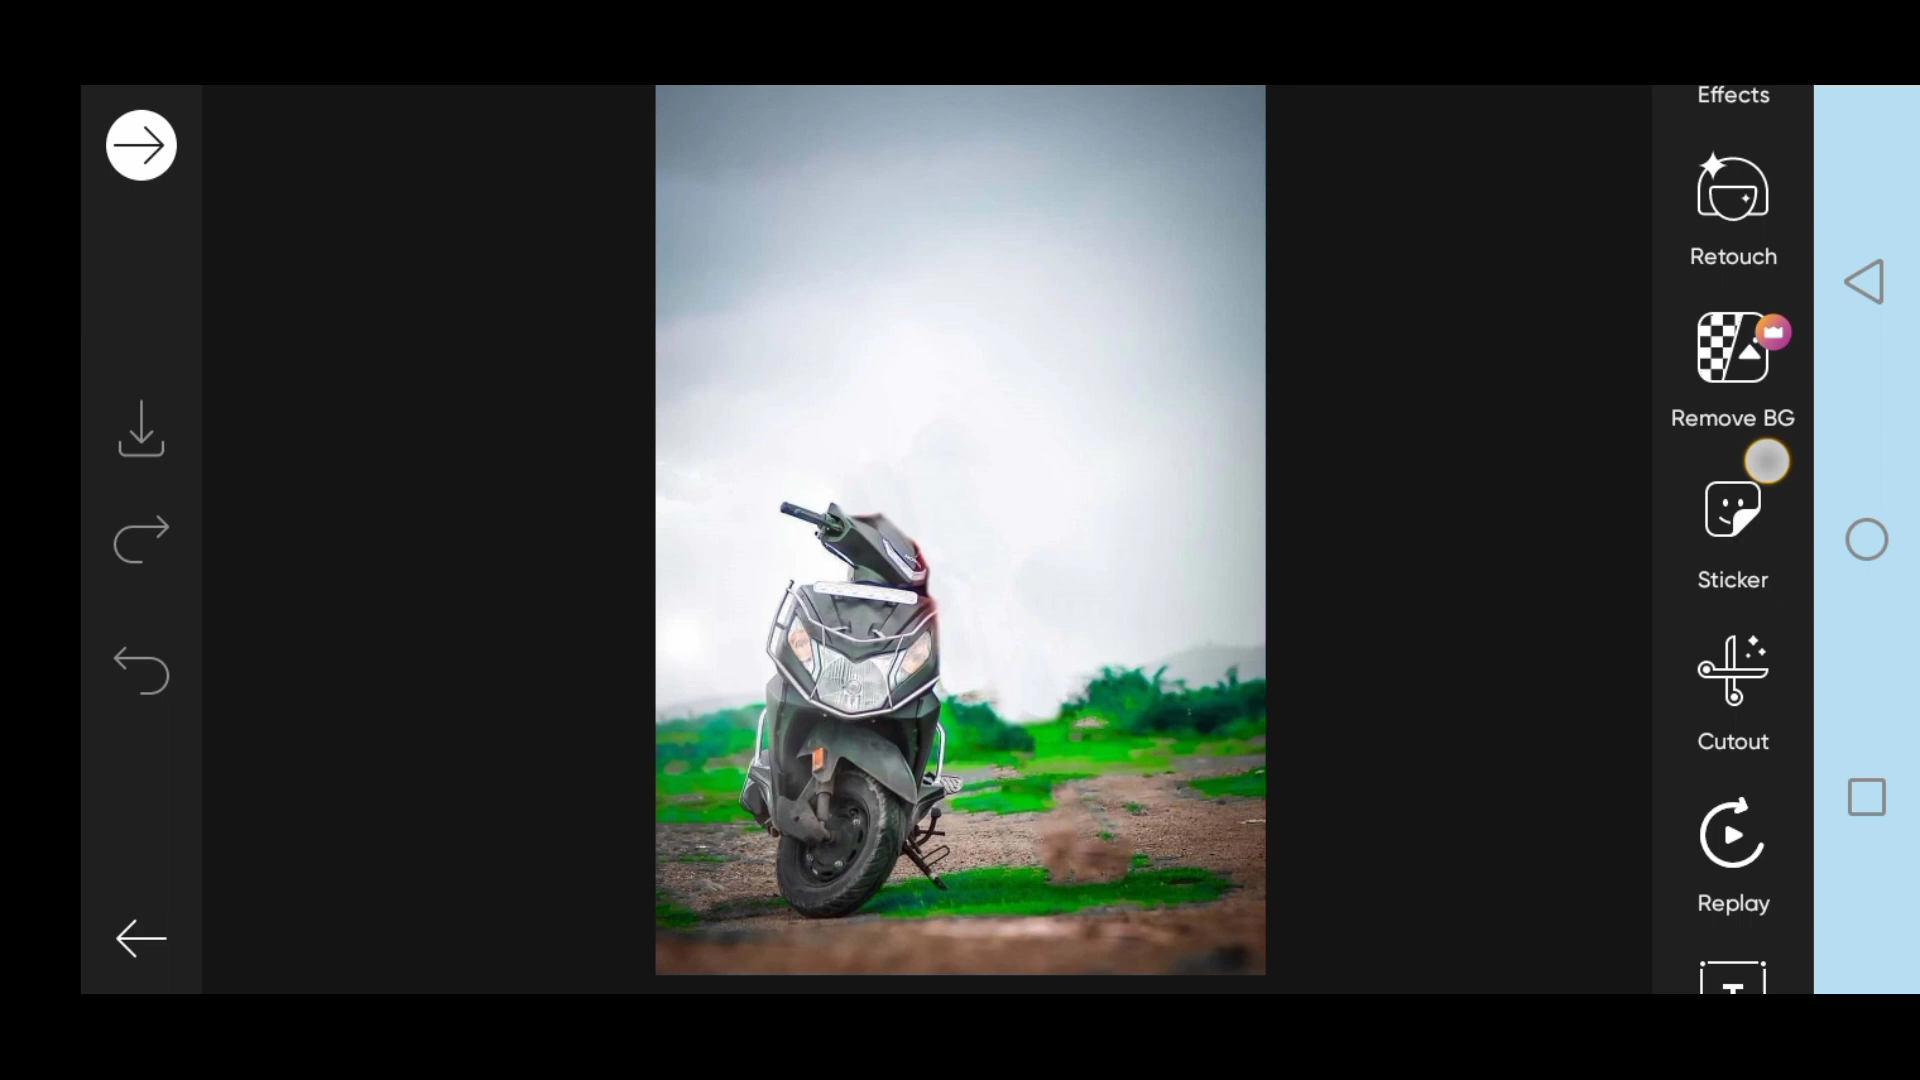 Effects
Retouch
Remove BG
Sticker
Cutout
Replay
T